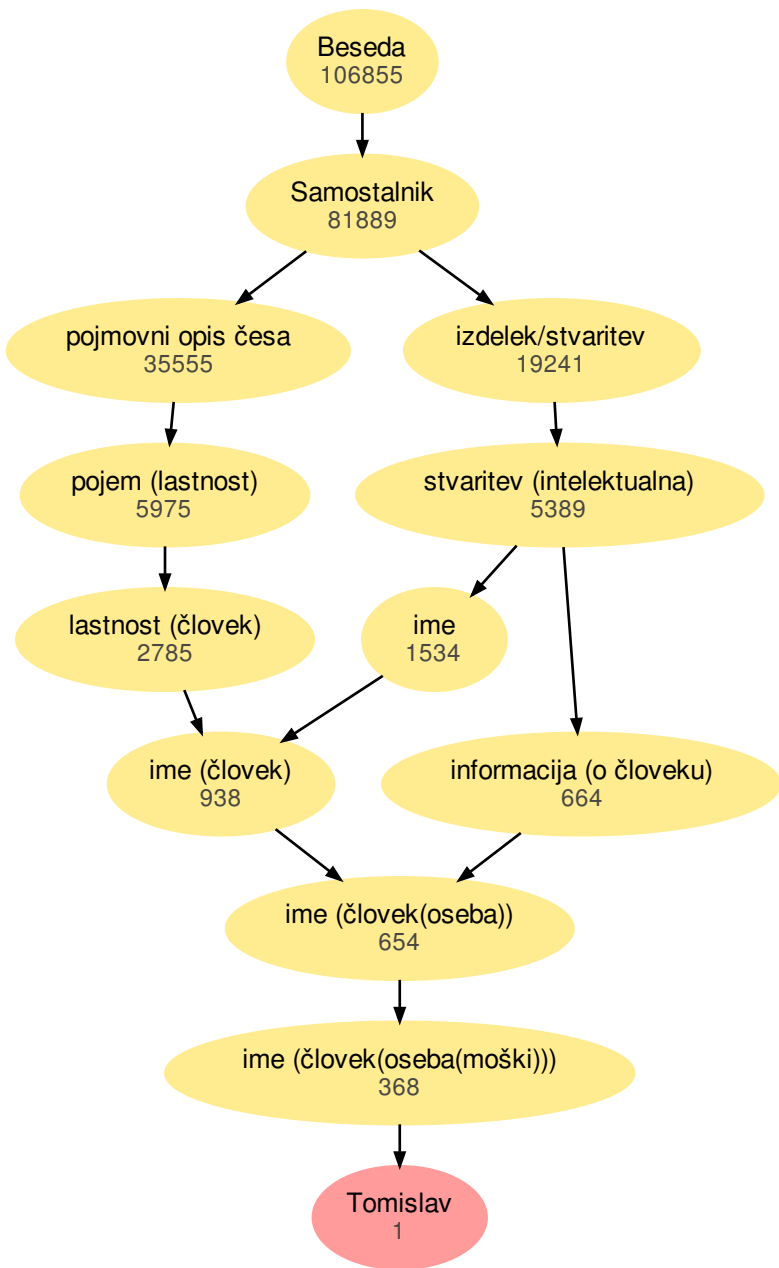 Beseda
106855
Samostalnik
81889
pojmovni opis česa
35555
izdelek/stvaritev
19241
pojem (lastnost)
5975
stvaritev (intelektualna)
5389
lastnost (človek)
2785
ime
1534
ime (človek)
938
informacija (o človeku)
664
ime (človek(oseba))
654
ime (človek(oseba(moški)))
368
Tomislav
1